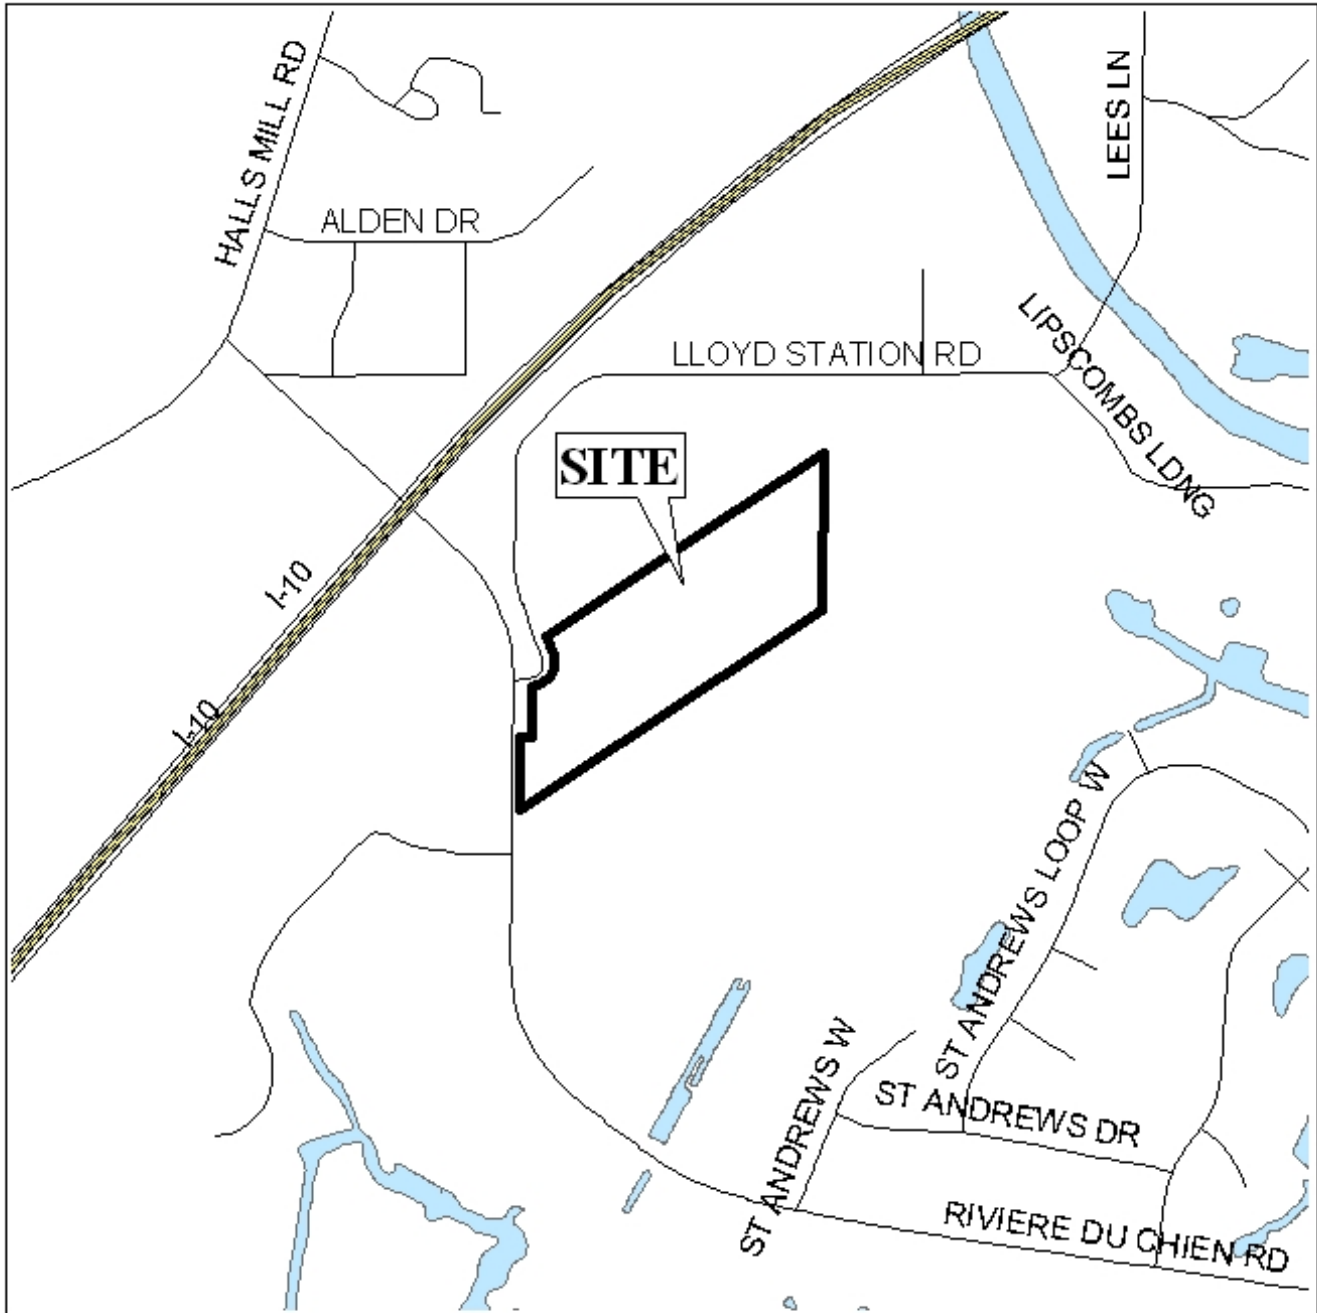 HALLS MILL RD
LEES LN
ALDEN DR
LIPSCOMBS LDNG
LLOYD STATION RD
SITE
I-10
I-10
ST ANDREWS LOOP W
ST ANDREWS W
ST ANDREWS DR
RIVIERE DU CHIEN RD